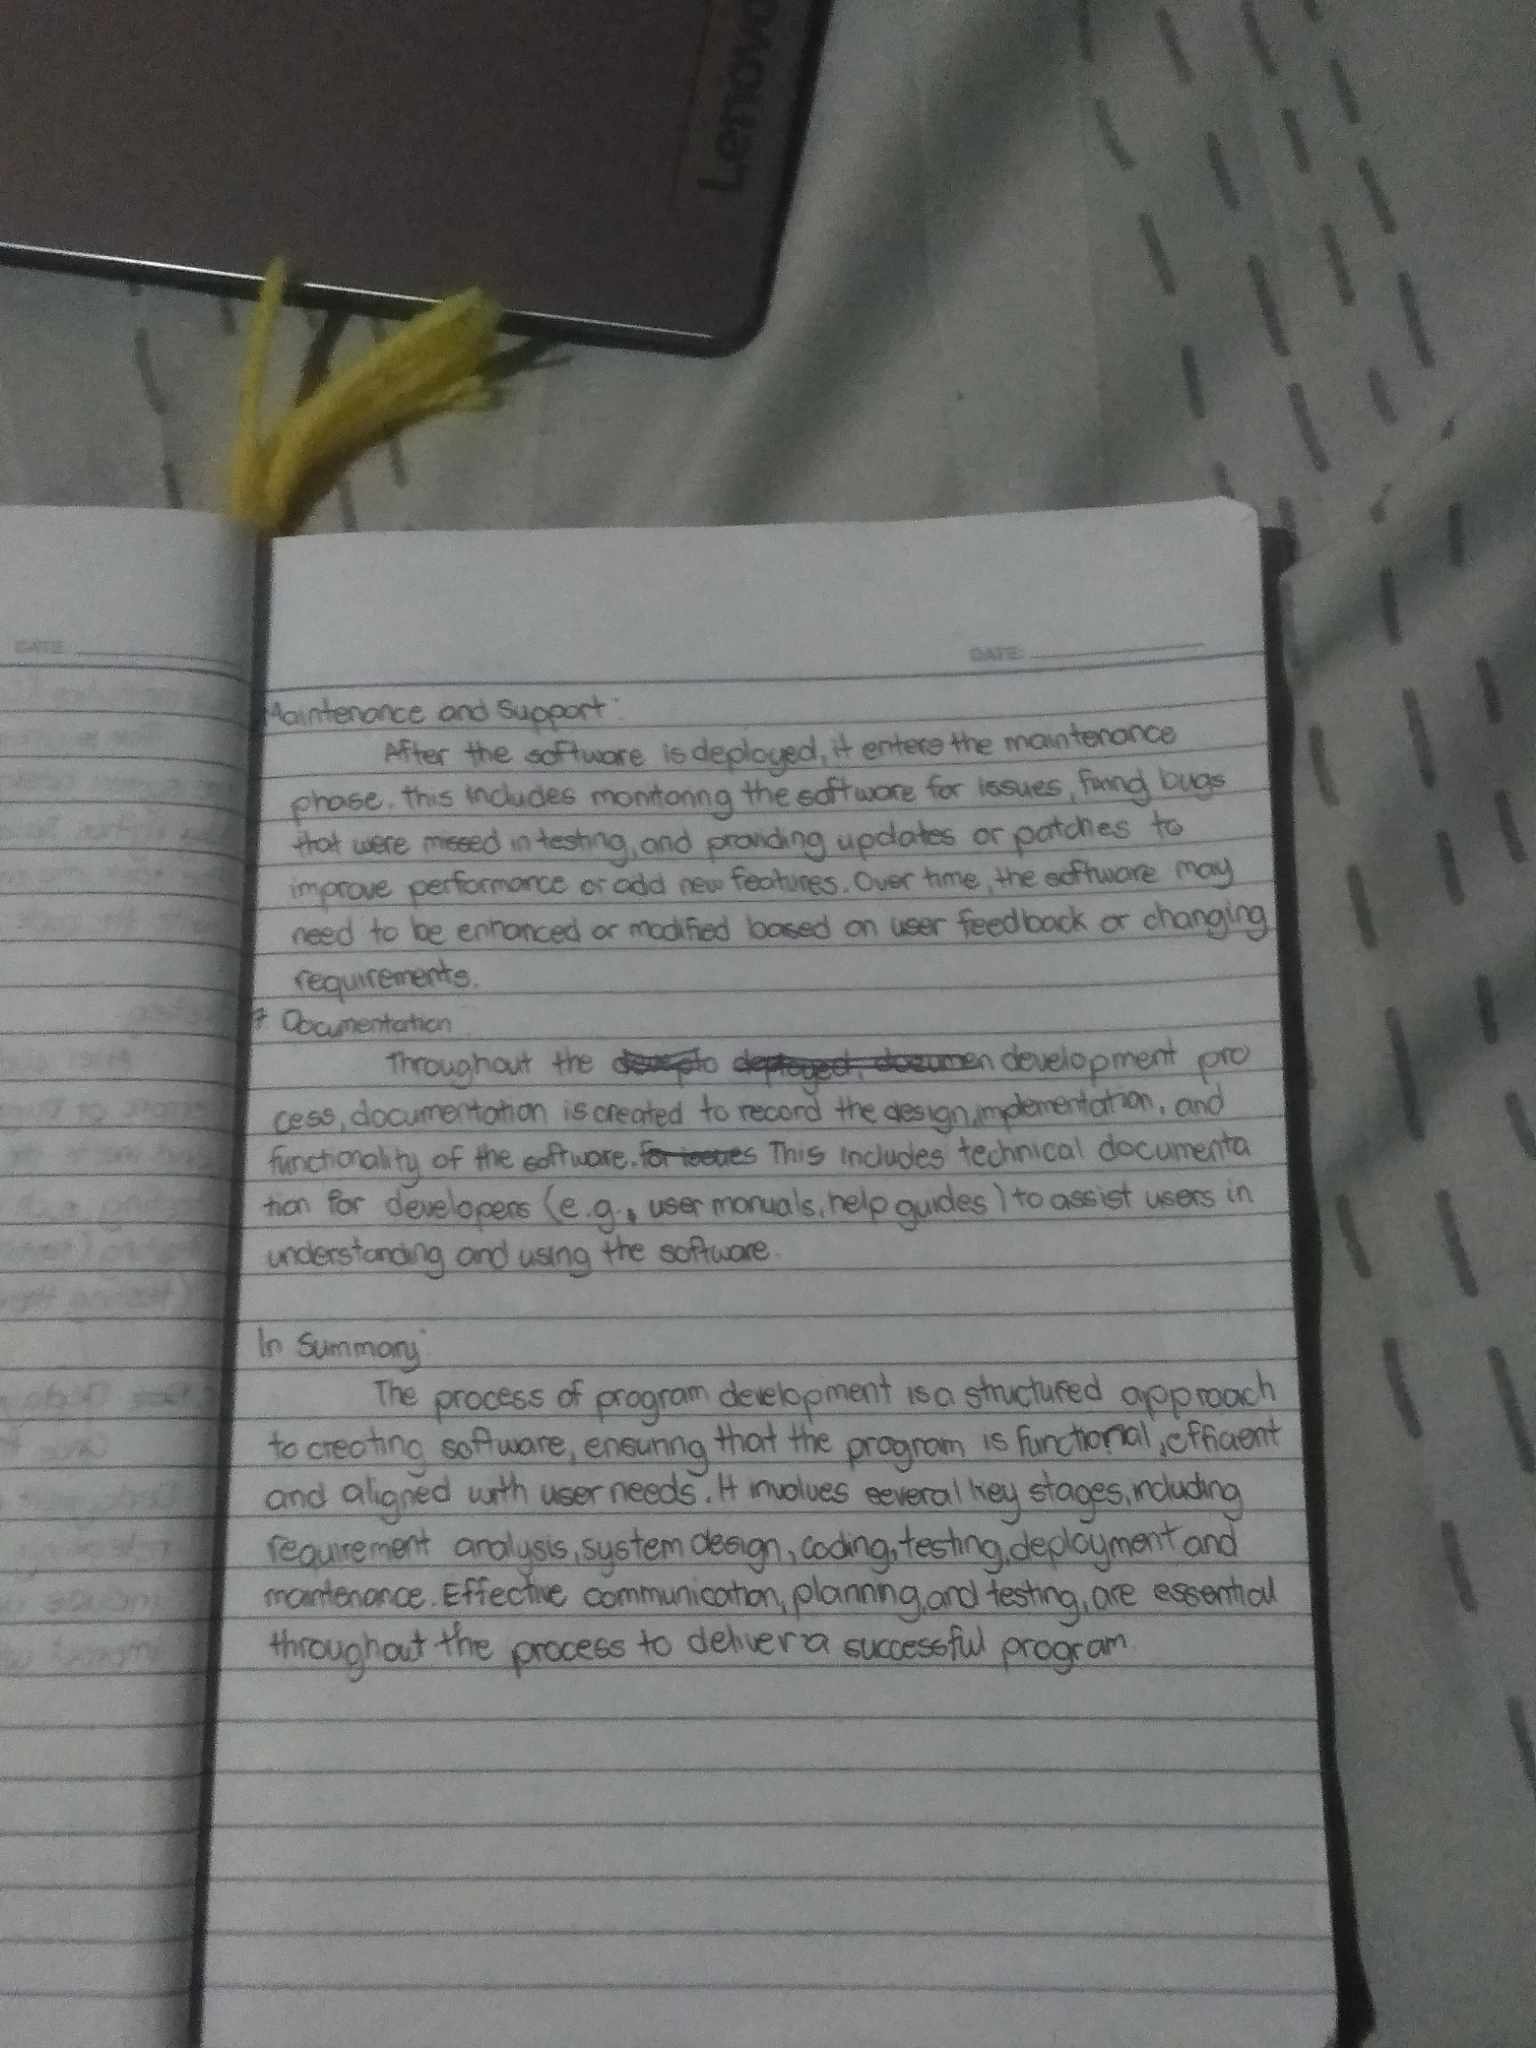 Lenovo
DATE:
DATE:
Maintenance and Support:
After the software is deployed, it enters the maintenance
phase. this includes monitoring the software for issues, fixing bugs
that were missed in testing, and providing updates or patches to
improve performance or add new features. Over time, the software may
need to be enhanced or modified based on user feedback or changing
requirements.
7 Documentation
Throughout the development pro
cess, documentation is created to record the design, implementation, and
functionality of the software. for issues This includes technical documenta
tion for developers (e.g., user manuals, help guides) to assist users in
understanding and using the software.
In Summary:
The process of program development is a structured approach
to creating software, ensuring that the program is functional, efficient
and aligned with user needs. It involves several key stages, including
requirement analysis, system design, coding, testing, deployment and
maintenance. Effective communication, planning, and testing, are essential
throughout the process to deliver a successful program